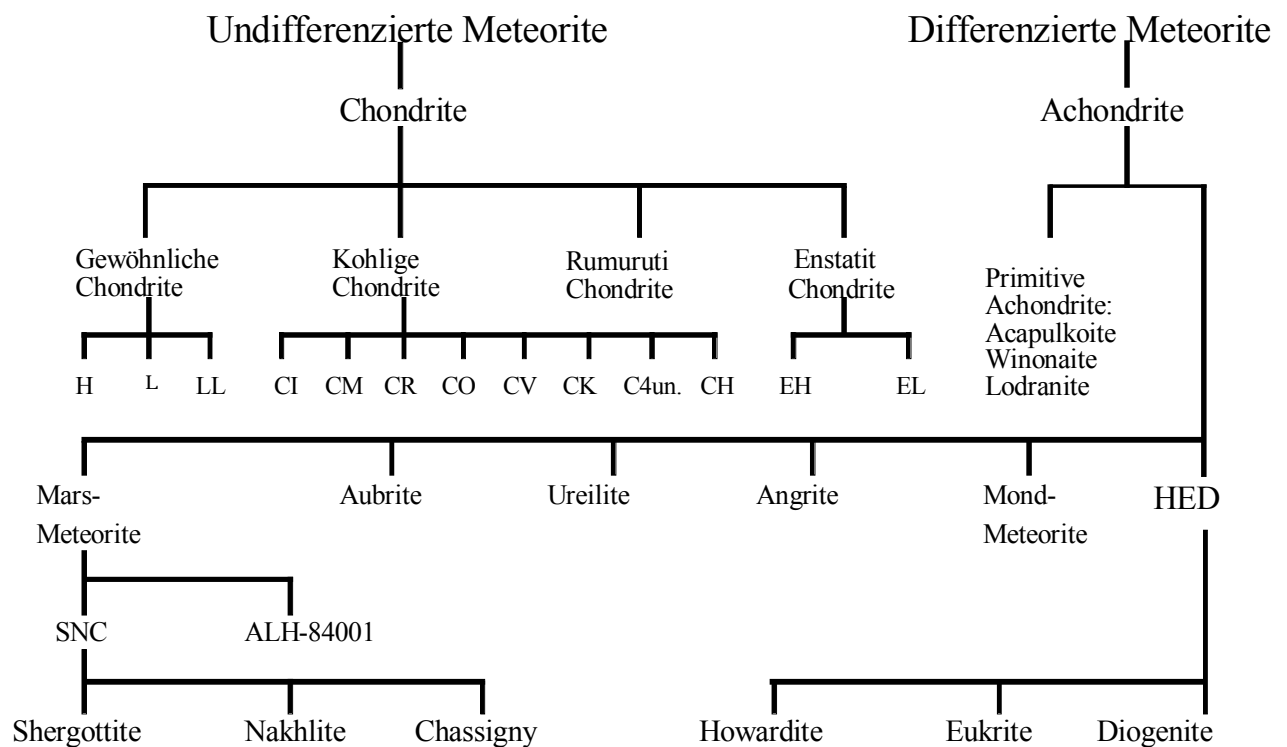 Undifferenzierte Meteorite
Differenzierte Meteorite
Chondrite
Achondrite
Gewöhnliche
Chondrite
Kohlige
Chondrite
Rumuruti
Chondrite
Enstatit
Chondrite
Primitive
Achondrite:
Acapulkoite
Winonaite
Lodranite
H
L
LL
CI
CM
CR
CO
CV
CK
C4un.
CH
EH
EL
Mars-
Meteorite
Aubrite
Ureilite
Angrite
Mond-
Meteorite
HED
SNC
ALH-84001
Shergottite
Nakhlite
Chassigny
Howardite
Eukrite
Diogenite